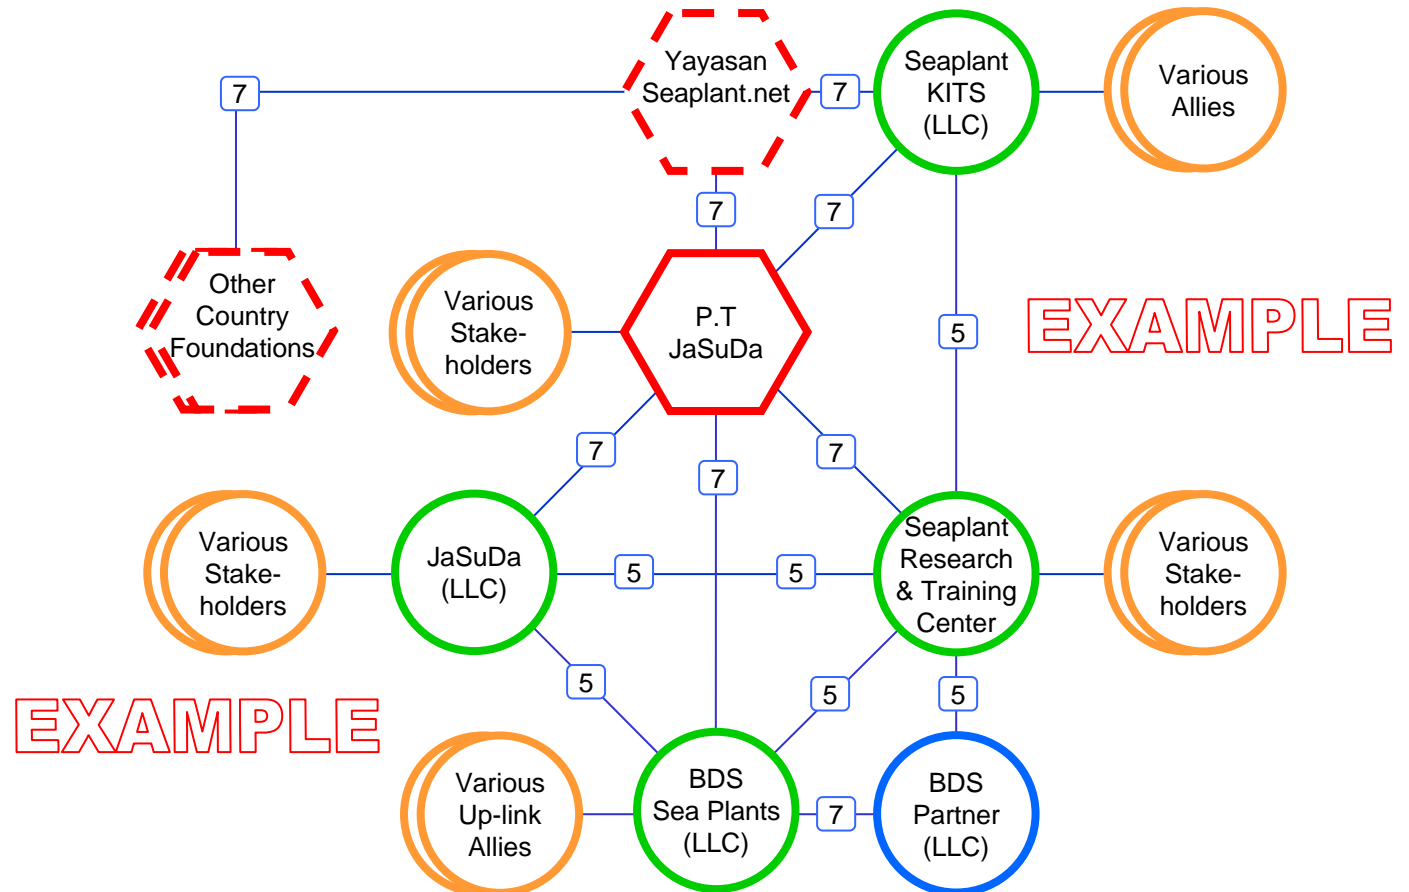 Yayasan
Seaplant.net
7
7
Seaplant
KITS
(LLC)
Various
Allies
7
7
Other
Country
Foundations
Various
Stake-
holders
P.T
JaSuDa
5
EXAMPLE
7
7
7
Various
Stake-
holders
JaSuDa
(LLC)
5
5
Seaplant
Research
& Training
Center
Various
Stake-
holders
EXAMPLE
5
5
5
Various
Up-link
Allies
BDS
Sea Plants
(LLC)
7
BDS
Partner
(LLC)